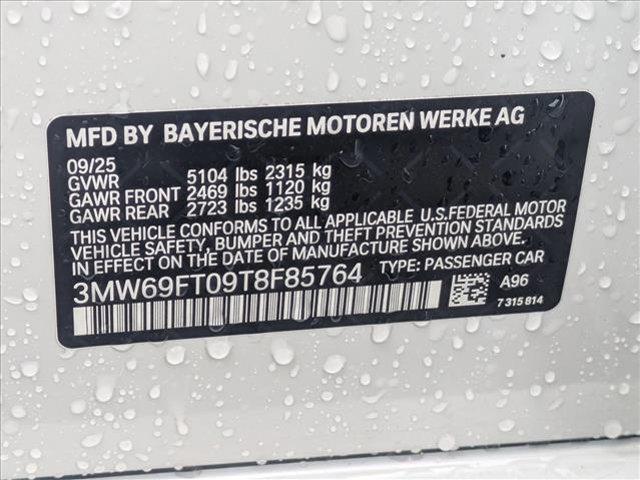 MFD BY BAYERISCHE MOTOREN WERKE AG
09/25
GVWR 5104 lbs 2315 kg
GAWR FRONT 2469 lbs 1120 kg
GAWR REAR 2723 lbs 1235 kg
THIS VEHICLE CONFORMS TO ALL APPLICABLE U.S.FEDERAL MOTOR
VEHICLE SAFETY, BUMPER, AND THEFT PREVENTION STANDARDS
IN EFFECT ON THE DATE OF MANUFACTURE SHOWN ABOVE.
3MW69FT09T8F85764 TYPE: PASSENGER CAR
A96
7 315 814